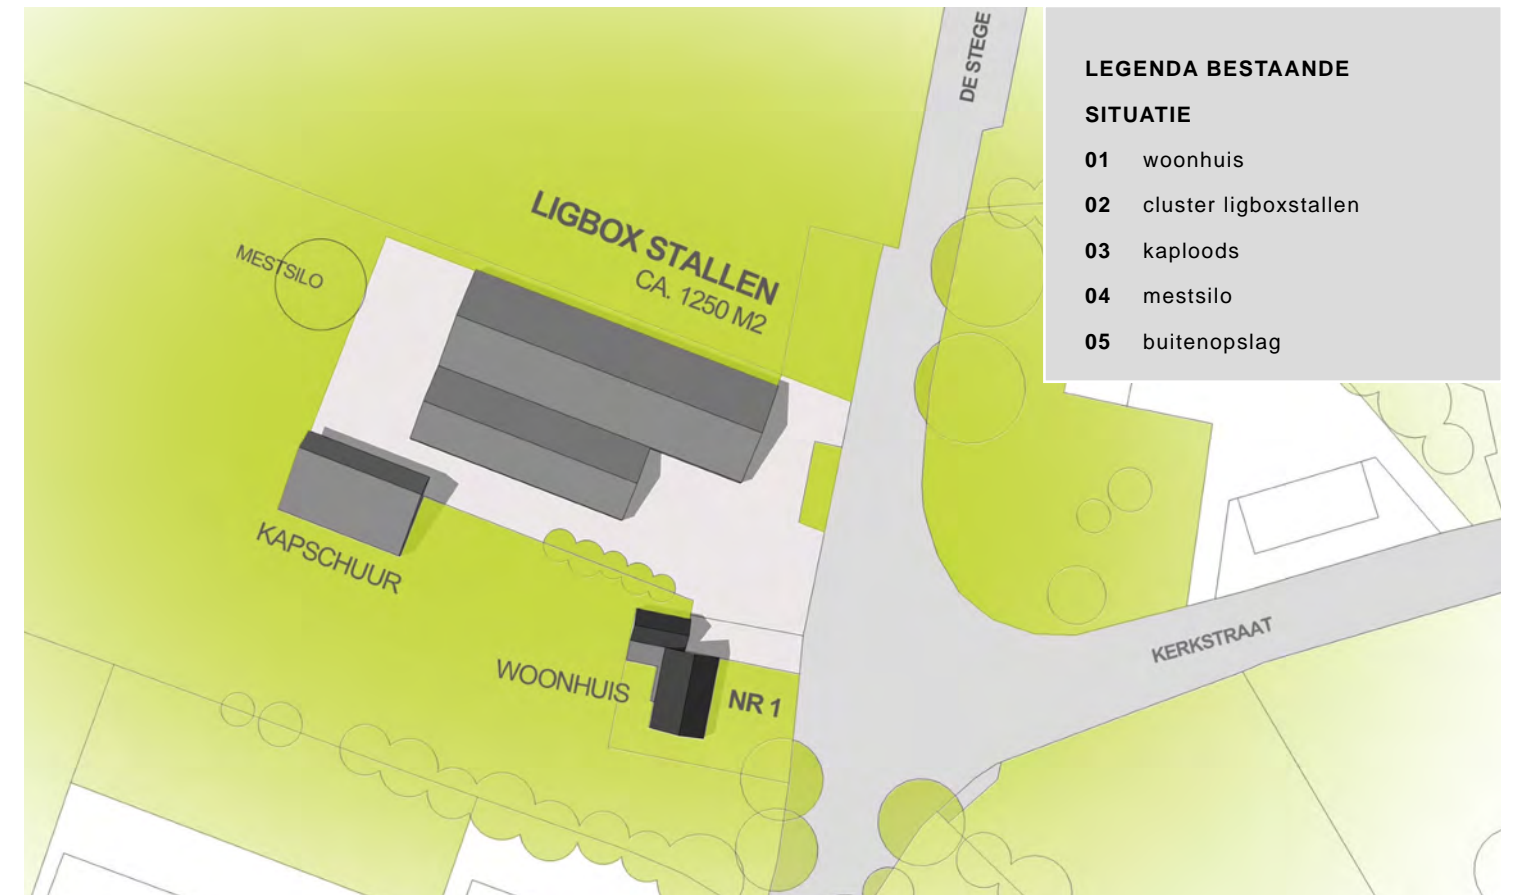 DE STEGE
LEGENDA BESTAANDE
SITUATIE
01 woonhuis
02 cluster ligboxstallen
03 kaploods
04 mestsilo
05 buitenopslag
LIGBOX STALLEN
CA. 1250 M2
MESTSILO
KAPSCHUUR
WOONHUIS
NR 1
KERKSTRAAT